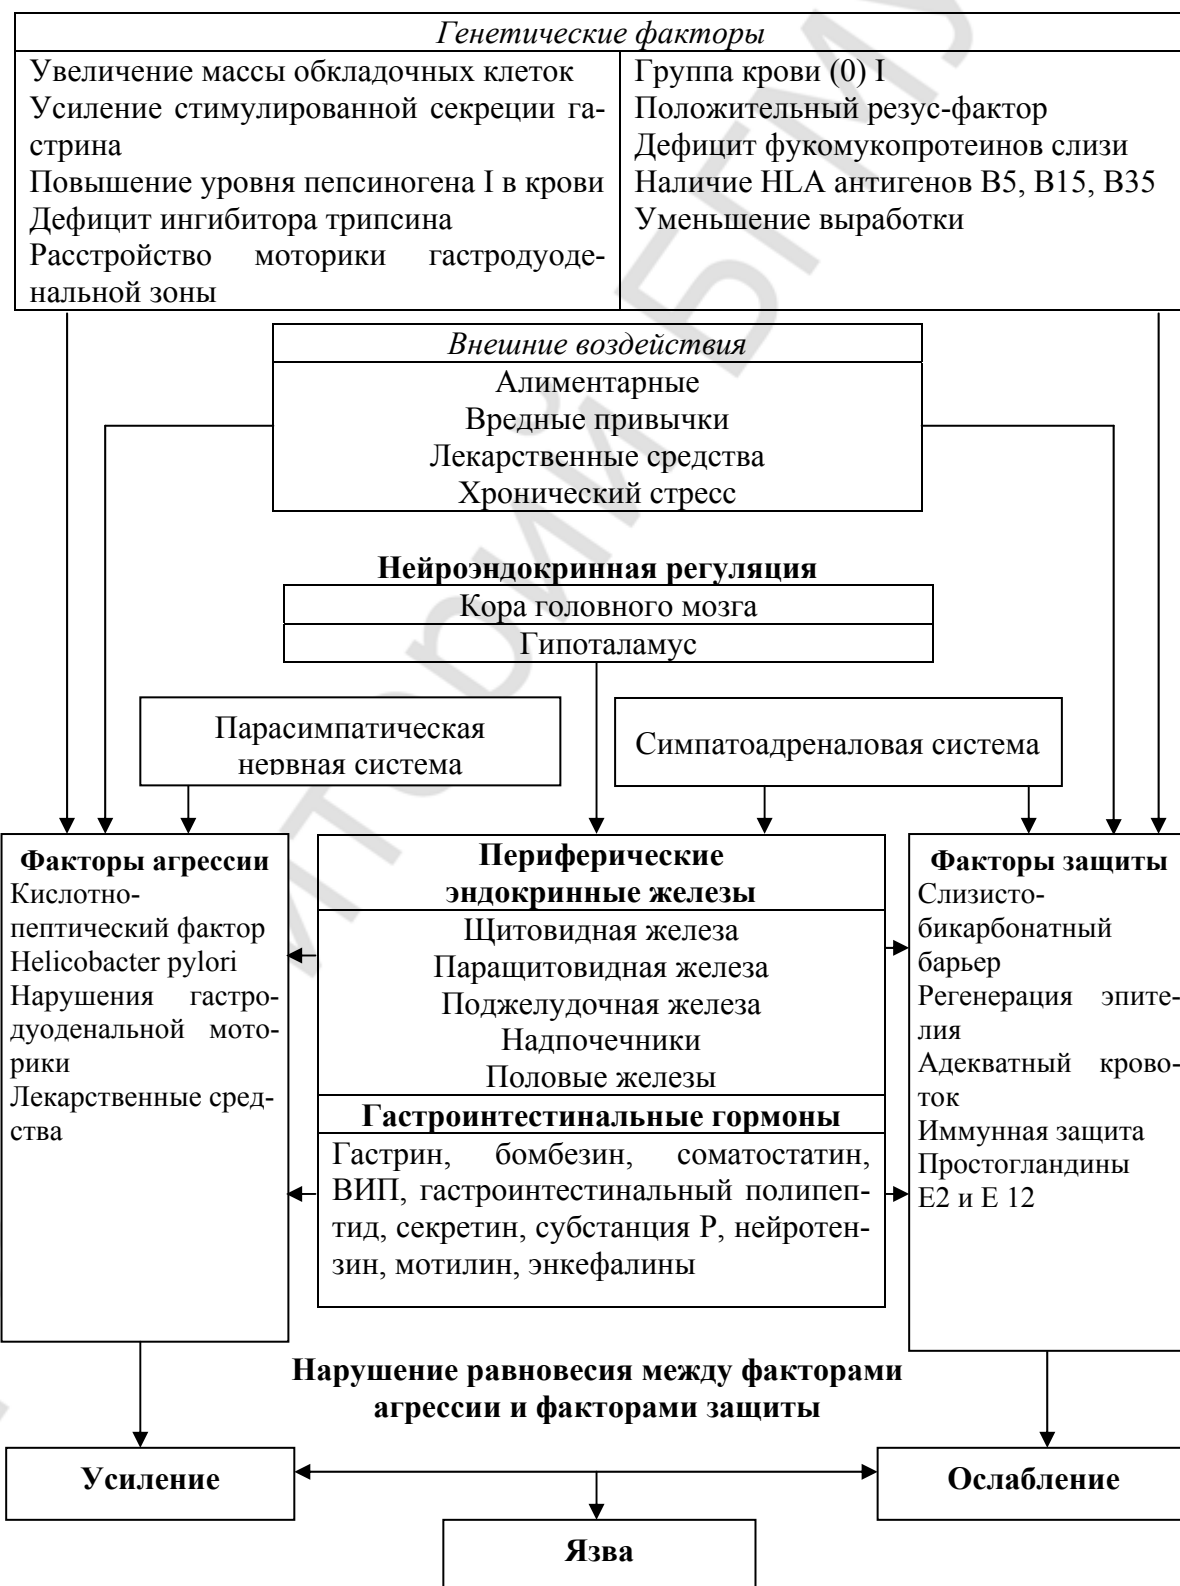 Генетические факторы
Увеличение массы обкладочных клеток
Усиление стимулированной секреции га-
стрина
Повышение уровня пепсиногена I в крови
Дефицит ингибитора трипсина
Расстройство моторики гастродуоде-
нальной зоны
Группа крови (0) I
Положительный резус-фактор
Дефицит фукомукопротеинов слизи
Наличие HLA антигенов B5, B15, B35
Уменьшение выработки
Внешние воздействия
Алиментарные
Вредные привычки
Лекарственные средства
Хронический стресс
Нейроэндокринная регуляция
Кора головного мозга
Гипоталамус
Парасимпатическая
нервная система
Симпатоадреналовая система
Факторы агрессии
Кислотно-
пептический фактор
Helicobacter pylori
Нарушения гастро-
дуоденальной мото-
рики
Лекарственные сред-
ства
Периферические
эндокринные железы
Щитовидная железа
Паращитовидная железа
Поджелудочная железа
Надпочечники
Половые железы
Гастроинтестинальные гормоны
Гастрин, бомбезин, соматостатин,
ВИП, гастроинтестинальный полипеп-
тид, секретин, субстанция Р, нейротен-
зин, мотилин, энкефалины
Факторы защиты
Слизисто-
бикарбонатный
барьер
Регенерация эпите-
лия
Адекватный крово-
ток
Иммунная защита
Простогландины
Е2 и Е 12
Нарушение равновесия между факторами
агрессии и факторами защиты
Усиление
Ослабление
Язва